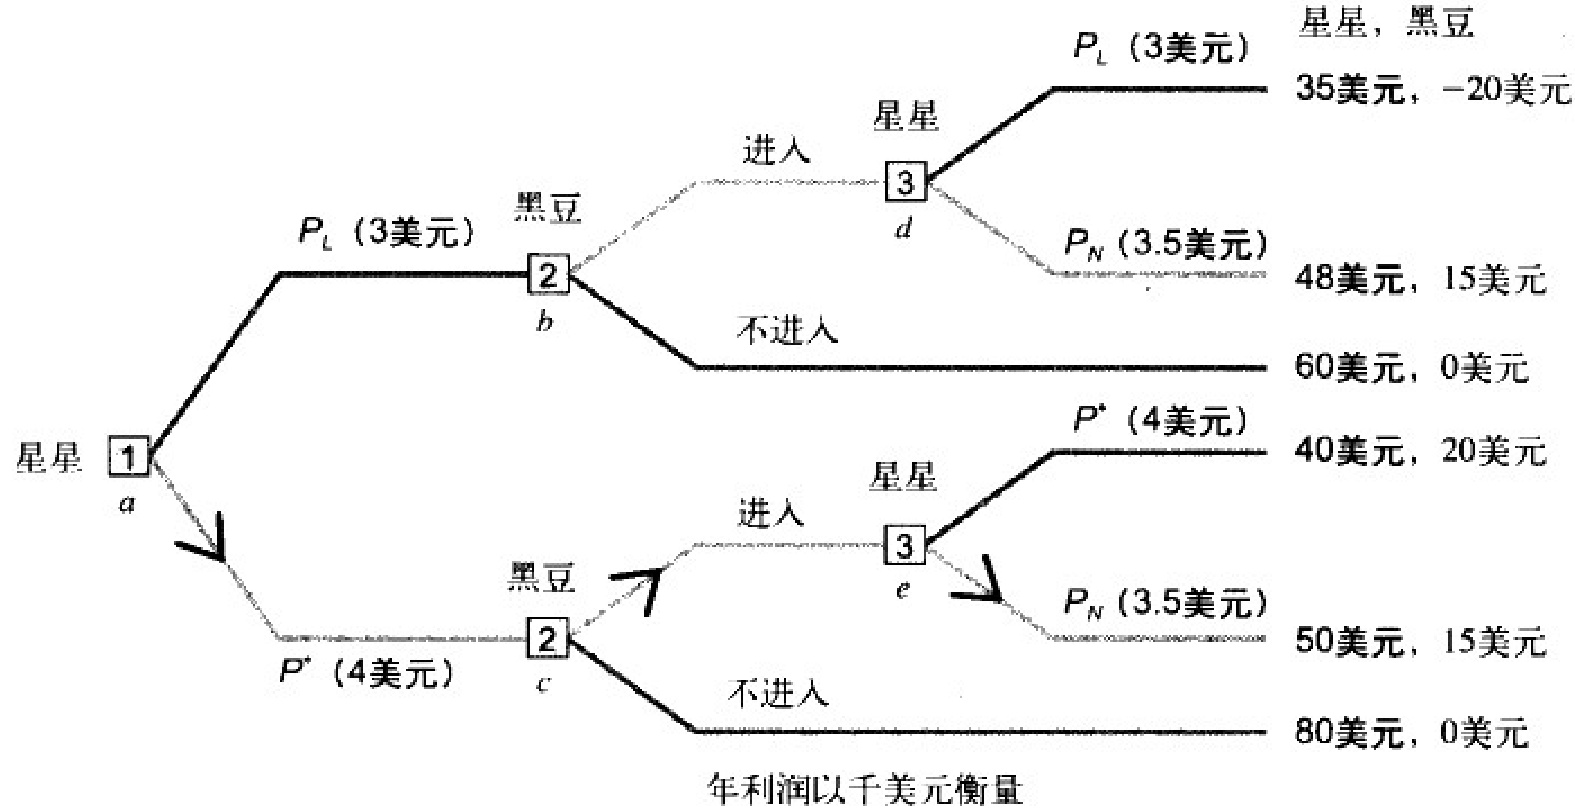 星星，黑豆
P_L（3美元）
35美元，−20美元
星星
进入
3
d
黑豆
P_L（3美元）
P_N（3.5美元）
2
48美元，15美元
b
不进入
60美元，0美元
P*（4美元）
星星 1
40美元，20美元
a
星星
进入
3
黑豆
e
P_N（3.5美元）
2
50美元，15美元
P*（4美元）
c
不进入
80美元，0美元
年利润以千美元衡量